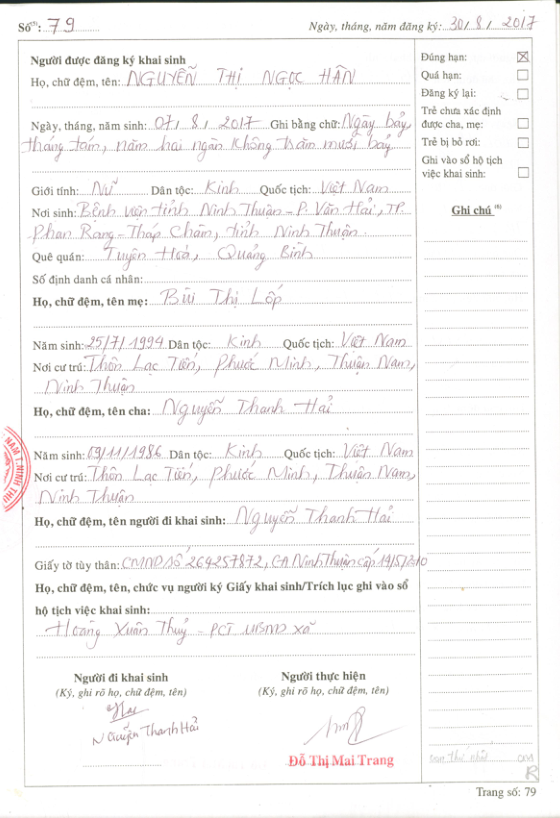 Số⁽⁵⁾: 79
Ngày, tháng, năm đăng ký: 30/8/2017
Người được đăng ký khai sinh
Họ, chữ đệm, tên: NGUYỄN THỊ NGỌC HÂN
Ngày, tháng, năm sinh: 07/8/2017 Ghi bằng chữ: Ngày bảy,
tháng tám, năm hai ngàn không trăm mười bảy
Giới tính: Nữ Dân tộc: Kinh Quốc tịch: Việt Nam
Nơi sinh: Bệnh viện tỉnh Ninh Thuận - P. Văn Hải, TP.
Phan Rang - Tháp Chàm, tỉnh Ninh Thuận
Quê quán: Tuyên Hoá, Quảng Bình
Số định danh cá nhân:
Họ, chữ đệm, tên mẹ: Bùi Thị Lốp
Năm sinh: 25/7/1994 Dân tộc: Kinh Quốc tịch: Việt Nam
Nơi cư trú: Thôn Lạc Tiến, Phước Minh, Thuận Nam,
Ninh Thuận
Họ, chữ đệm, tên cha: Nguyễn Thanh Hải
Năm sinh: 09/11/1986 Dân tộc: Kinh Quốc tịch: Việt Nam
Nơi cư trú: Thôn Lạc Tiến, Phước Minh, Thuận Nam,
Ninh Thuận
Họ, chữ đệm, tên người đi khai sinh: Nguyễn Thanh Hải
Giấy tờ tùy thân: CMND Số 264257872, CA Ninh Thuận cấp 19/5/2010
Họ, chữ đệm, tên, chức vụ người ký Giấy khai sinh/Trích lục ghi vào sổ
hộ tịch việc khai sinh:
Hoàng Xuân Thuỷ - PCT UBND xã
Người đi khai sinh
(Ký, ghi rõ họ, chữ đệm, tên)
Nguyễn Thanh Hải
Người thực hiện
(Ký, ghi rõ họ, chữ đệm, tên)
Đỗ Thị Mai Trang
Đúng hạn: ☒
Quá hạn: ☐
Đăng ký lại: ☐
Trẻ chưa xác định
được cha, mẹ: ☐
Trẻ bị bỏ rơi: ☐
Ghi vào sổ hộ tịch
việc khai sinh: ☐
Ghi chú ⁽⁶⁾
NAM T. NINH THU
Trang số: 79